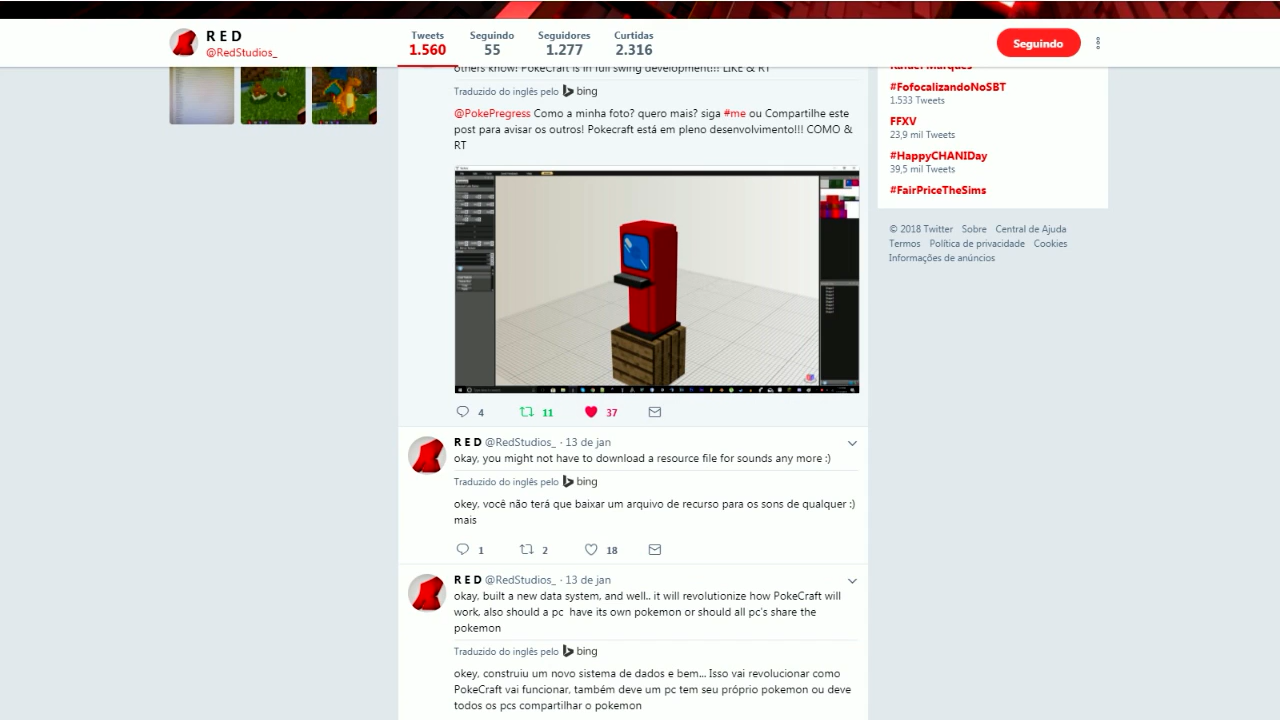 R E D
@RedStudios_
Tweets
1.560
Seguindo
55
Seguidores
1.277
Curtidas
2.316
Seguindo
others know! PokeCraft is in full swing development!!! LIKE & RT
Traduzido do inglês pelo bing
@PokePregress Como a minha foto? quero mais? siga #me ou Compartilhe este
post para avisar os outros! Pokecraft está em pleno desenvolvimento!!! COMO &
RT
4 11 37
R E D @RedStudios_ · 13 de jan
okay, you might not have to download a resource file for sounds any more :)
Traduzido do inglês pelo bing
okey, você não terá que baixar um arquivo de recurso para os sons de qualquer :)
mais
1 2 18
R E D @RedStudios_ · 13 de jan
okay, built a new data system, and well.. it will revolutionize how PokeCraft will
work, also should a pc have its own pokemon or should all pc's share the
pokemon
Traduzido do inglês pelo bing
okey, construiu um novo sistema de dados e bem... Isso vai revolucionar como
PokeCraft vai funcionar, também deve um pc tem seu próprio pokemon ou deve
todos os pcs compartilhar o pokemon
Rafael Marques
#FofocalizandoNoSBT
1.533 Tweets
FFXV
23,9 mil Tweets
#HappyCHANIDay
39,5 mil Tweets
#FairPriceTheSims
© 2018 Twitter Sobre Central de Ajuda
Termos Política de privacidade Cookies
Informações de anúncios